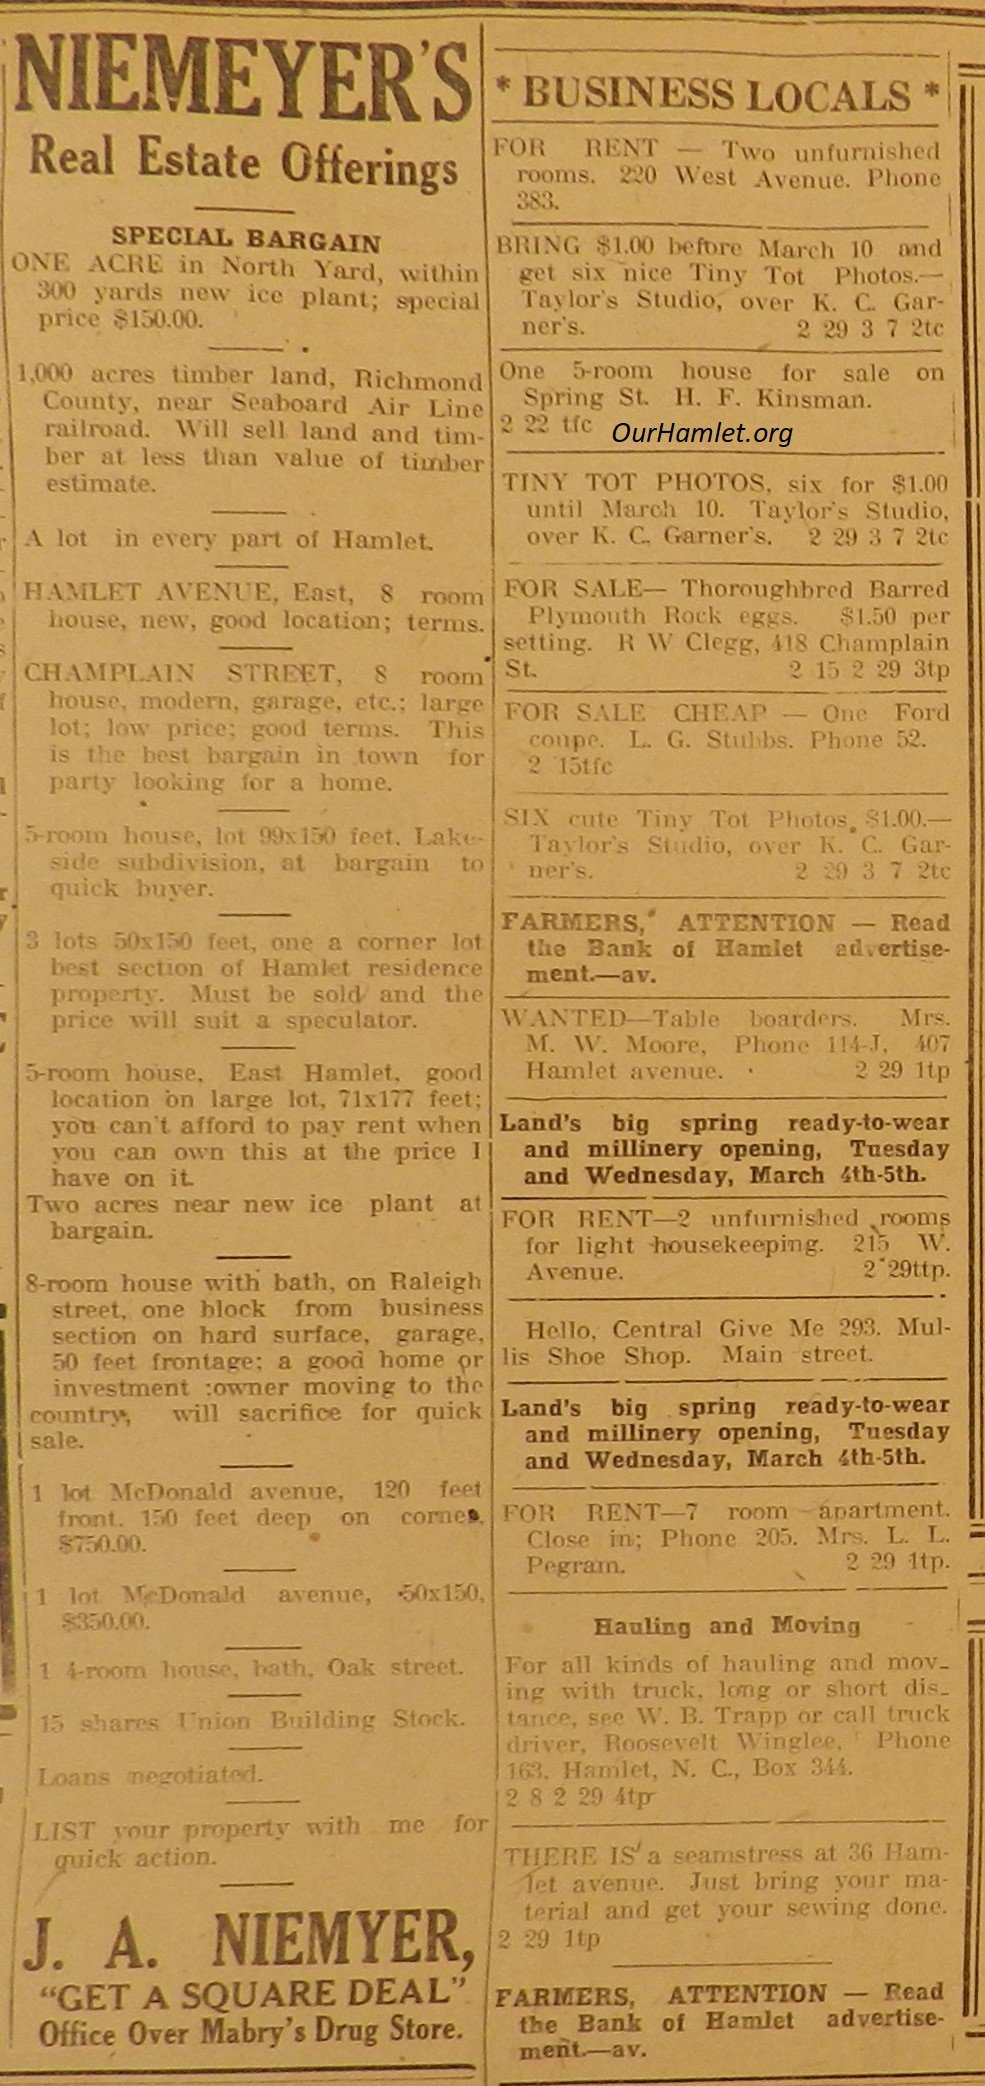 NIEMEYER'S
Real Estate Offerings
SPECIAL BARGAIN
ONE ACRE in North Yard, within
300 yards new ice plant; special
price $150.00.
1,000 acres timber land, Richmond
County, near Seaboard Air Line
railroad. Will sell land and tim-
ber at less than value of timber
estimate.
A lot in every part of Hamlet.
HAMLET AVENUE, East, 8 room
house, new, good location; terms.
CHAMPLAIN STREET, 8 room
house, modern, garage, etc.; large
lot; low price; good terms. This
is the best bargain in town for
party looking for a home.
5-room house, lot 99x150 feet, Lake-
side subdivision, at bargain to
quick buyer.
3 lots 50x150 feet, one a corner lot
best section of Hamlet residence
property. Must be sold and the
price will suit a speculator.
5-room house, East Hamlet, good
location on large lot, 71x177 feet;
you can't afford to pay rent when
you can own this at the price I
have on it.
Two acres near new ice plant at
bargain.
8-room house with bath, on Raleigh
street, one block from business
section on hard surface, garage,
50 feet frontage; a good home or
investment :owner moving to the
country, will sacrifice for quick
sale.
1 lot McDonald avenue, 120 feet
front, 150 feet deep on corner,
$750.00.
1 lot McDonald avenue, 50x150,
$350.00.
1 4-room house, bath, Oak street.
15 shares Union Building Stock.
Loans negotiated.
LIST your property with me for
quick action.
J. A. NIEMYER,
"GET A SQUARE DEAL"
Office Over Mabry's Drug Store.
* BUSINESS LOCALS *
FOR RENT — Two unfurnished
rooms. 220 West Avenue. Phone
383.
BRING $1.00 before March 10 and
get six nice Tiny Tot Photos.—
Taylor's Studio, over K. C. Gar-
ner's. 2 29 3 7 2tc
One 5-room house for sale on
Spring St. H. F. Kinsman.
2 22 tfc
OurHamlet.org
TINY TOT PHOTOS, six for $1.00
until March 10. Taylor's Studio,
over K. C. Garner's. 2 29 3 7 2tc
FOR SALE— Thoroughbred Barred
Plymouth Rock eggs. $1.50 per
setting. R W Clegg, 418 Champlain
St. 2 15 2 29 3tp
FOR SALE CHEAP — One Ford
coupe. L. G. Stubbs. Phone 52.
2 15tfc
SIX cute Tiny Tot Photos, $1.00.—
Taylor's Studio, over K. C. Gar-
ner's. 2 29 3 7 2tc
FARMERS, ATTENTION — Read
the Bank of Hamlet advertise-
ment.—av.
WANTED—Table boarders. Mrs.
M. W. Moore, Phone 114-J, 407
Hamlet avenue. 2 29 1tp
Land's big spring ready-to-wear
and millinery opening, Tuesday
and Wednesday, March 4th-5th.
FOR RENT—2 unfurnished rooms
for light housekeeping. 215 W.
Avenue. 2 29ttp.
Hello, Central Give Me 293. Mul-
lis Shoe Shop. Main street.
Land's big spring ready-to-wear
and millinery opening, Tuesday
and Wednesday, March 4th-5th.
FOR RENT—7 room apartment.
Close in; Phone 205. Mrs. L. L.
Pegram. 2 29 1tp.
Hauling and Moving
For all kinds of hauling and mov-
ing with truck, long or short dis-
tance, see W. B. Trapp or call truck
driver, Roosevelt Winglee, Phone
163. Hamlet, N. C., Box 344.
2 8 2 29 4tp
THERE IS a seamstress at 36 Ham-
let avenue. Just bring your ma-
terial and get your sewing done.
2 29 1tp
FARMERS, ATTENTION — Read
the Bank of Hamlet advertise-
ment.—av.